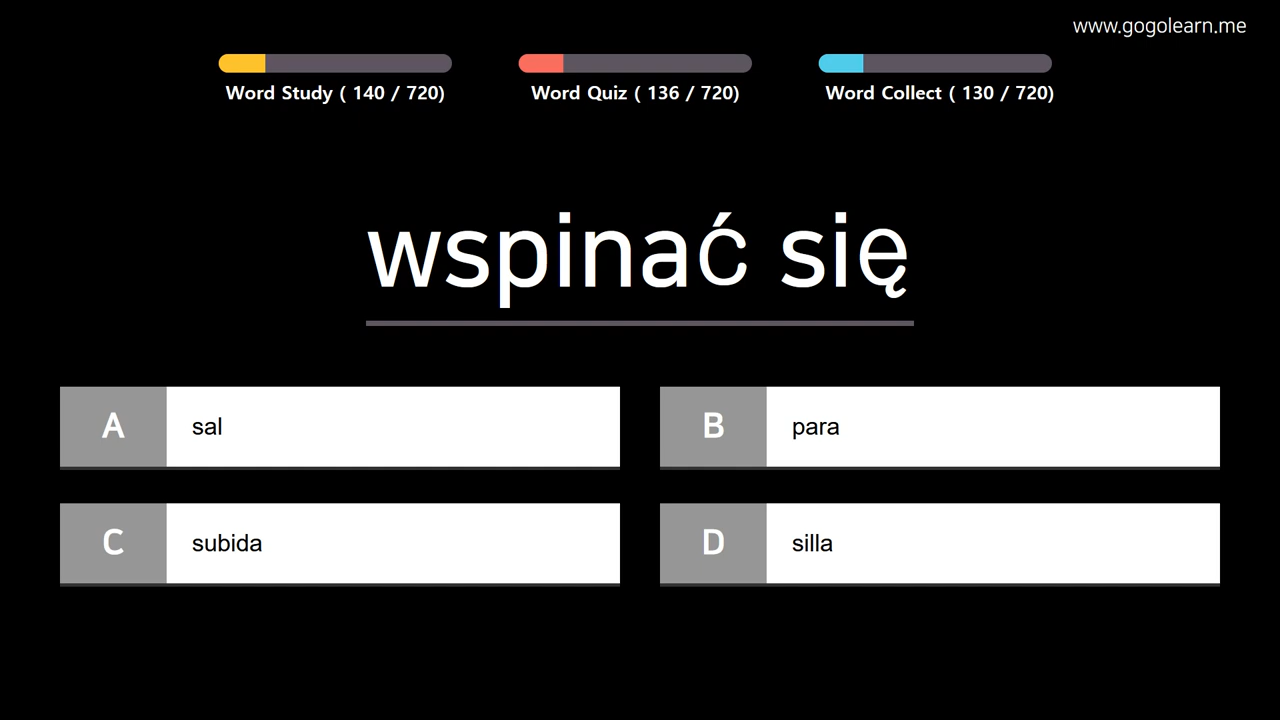 www.gogolearn.me
Word Study ( 140 / 720)
Word Quiz ( 136 / 720)
Word Collect ( 130 / 720)
wspinać się
A sal
B para
C subida
D silla